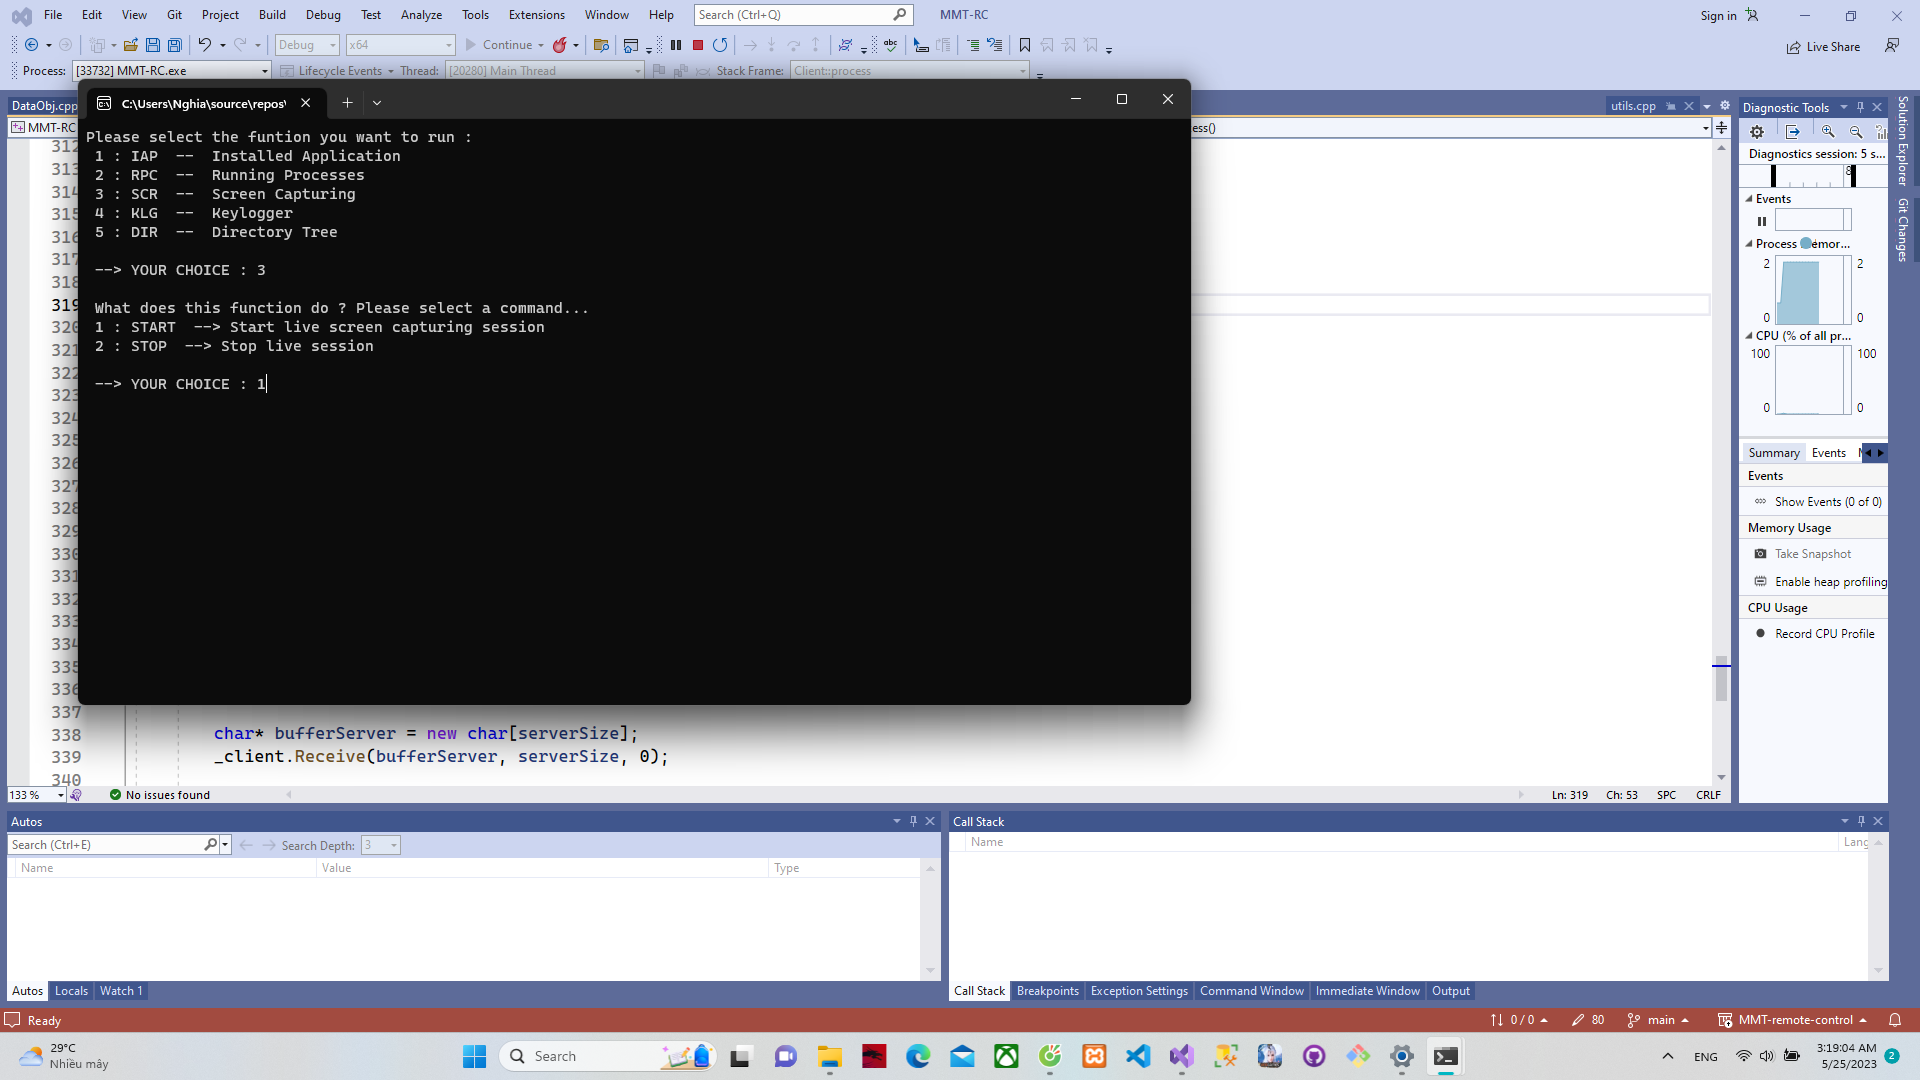 File Edit View Git Project Build Debug Test Analyze Tools Extensions Window Help Search (Ctrl+Q) MMT-RC Sign in
Debug x64 Continue Live Share
Process: [33732] MMT-RC.exe Lifecycle Events Thread: [20280] Main Thread Stack Frame: Client::process
DataObj.cpp C:\Users\Nghia\source\repos\ utils.cpp Diagnostic Tools
MMT-RC ess()
Please select the funtion you want to run :
1 : IAP -- Installed Application
2 : RPC -- Running Processes
3 : SCR -- Screen Capturing
4 : KLG -- Keylogger
5 : DIR -- Directory Tree
--> YOUR CHOICE : 3
What does this function do ? Please select a command...
1 : START --> Start live screen capturing session
2 : STOP --> Stop live session
--> YOUR CHOICE : 1
312
313
314
315
316
317
318
319
320
321
322
323
324
325
326
327
328
329
330
331
332
333
334
335
336
337
338 char* bufferServer = new char[serverSize];
339 _client.Receive(bufferServer, serverSize, 0);
340
133 % No issues found Ln: 319 Ch: 53 SPC CRLF
Diagnostics session: 5 s...
Events
Process
emor...
2 2
0 0
CPU (% of all pr...
100 100
0 0
Summary Events
Events
Show Events (0 of 0)
Memory Usage
Take Snapshot
Enable heap profiling
CPU Usage
Record CPU Profile
Solution Explorer
Git Changes
Autos
Search (Ctrl+E) Search Depth: 3
Name Value Type
Autos Locals Watch 1
Call Stack
Name Lang
Call Stack Breakpoints Exception Settings Command Window Immediate Window Output
Ready 0 / 0 80 main MMT-remote-control
29°C
Nhiều mây
Search
ENG
3:19:04 AM
5/25/2023
2